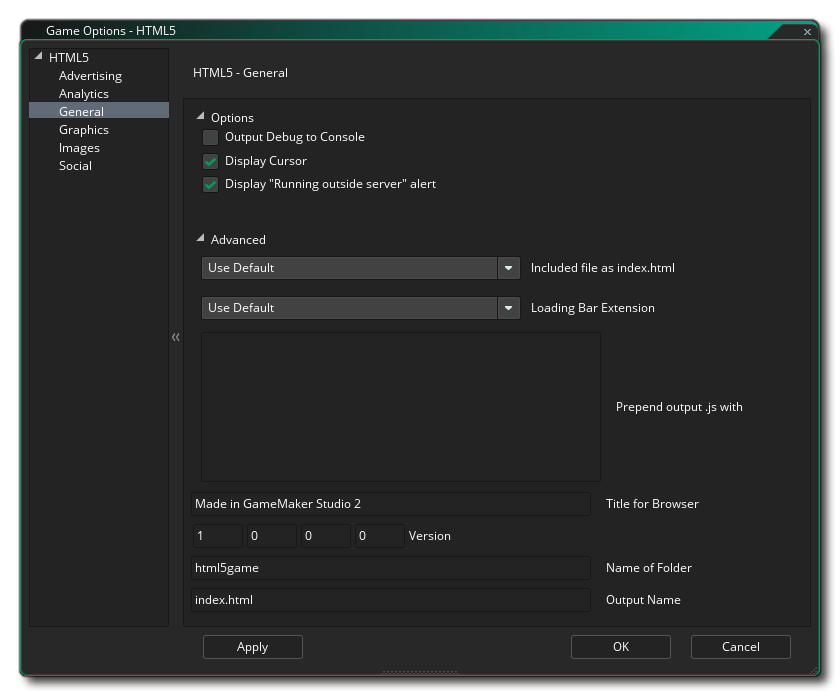 Game Options - HTML5
HTML5
Advertising
Analytics
General
Graphics
Images
Social
HTML5 - General
Options
Output Debug to Console
Display Cursor
Display "Running outside server" alert
Advanced
Use Default Included file as index.html
Use Default Loading Bar Extension
Prepend output .js with
Made in GameMaker Studio 2 Title for Browser
1 0 0 0 Version
html5game Name of Folder
index.html Output Name
Apply OK Cancel